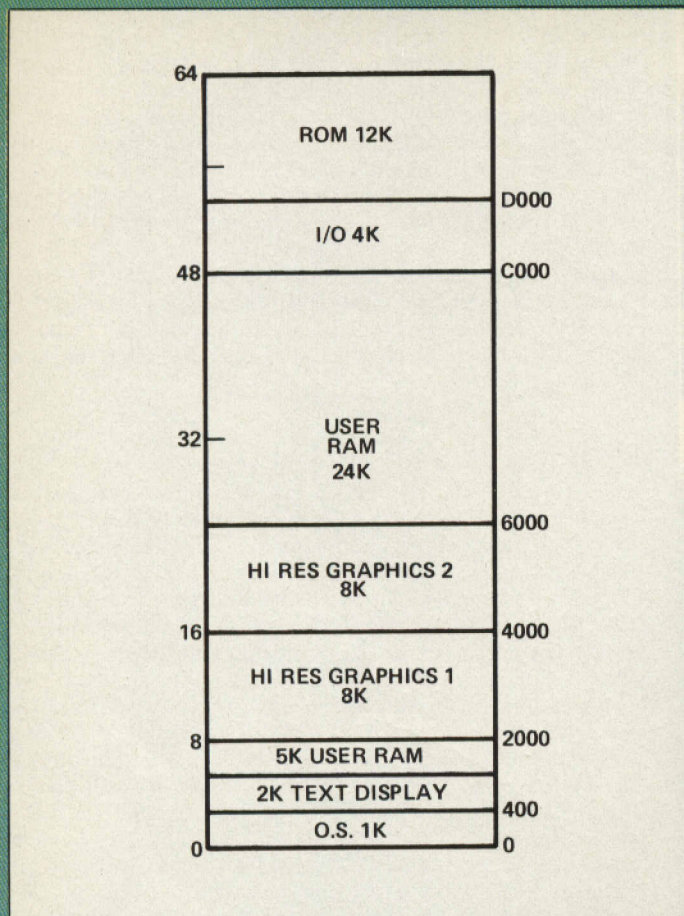 64
ROM 12K
D000
I/O 4K
48
C000
USER
RAM
32
24K
6000
HI RES GRAPHICS 2
8K
16
4000
HI RES GRAPHICS 1
8K
8
2000
5K USER RAM
2K TEXT DISPLAY
400
O.S. 1K
0
0